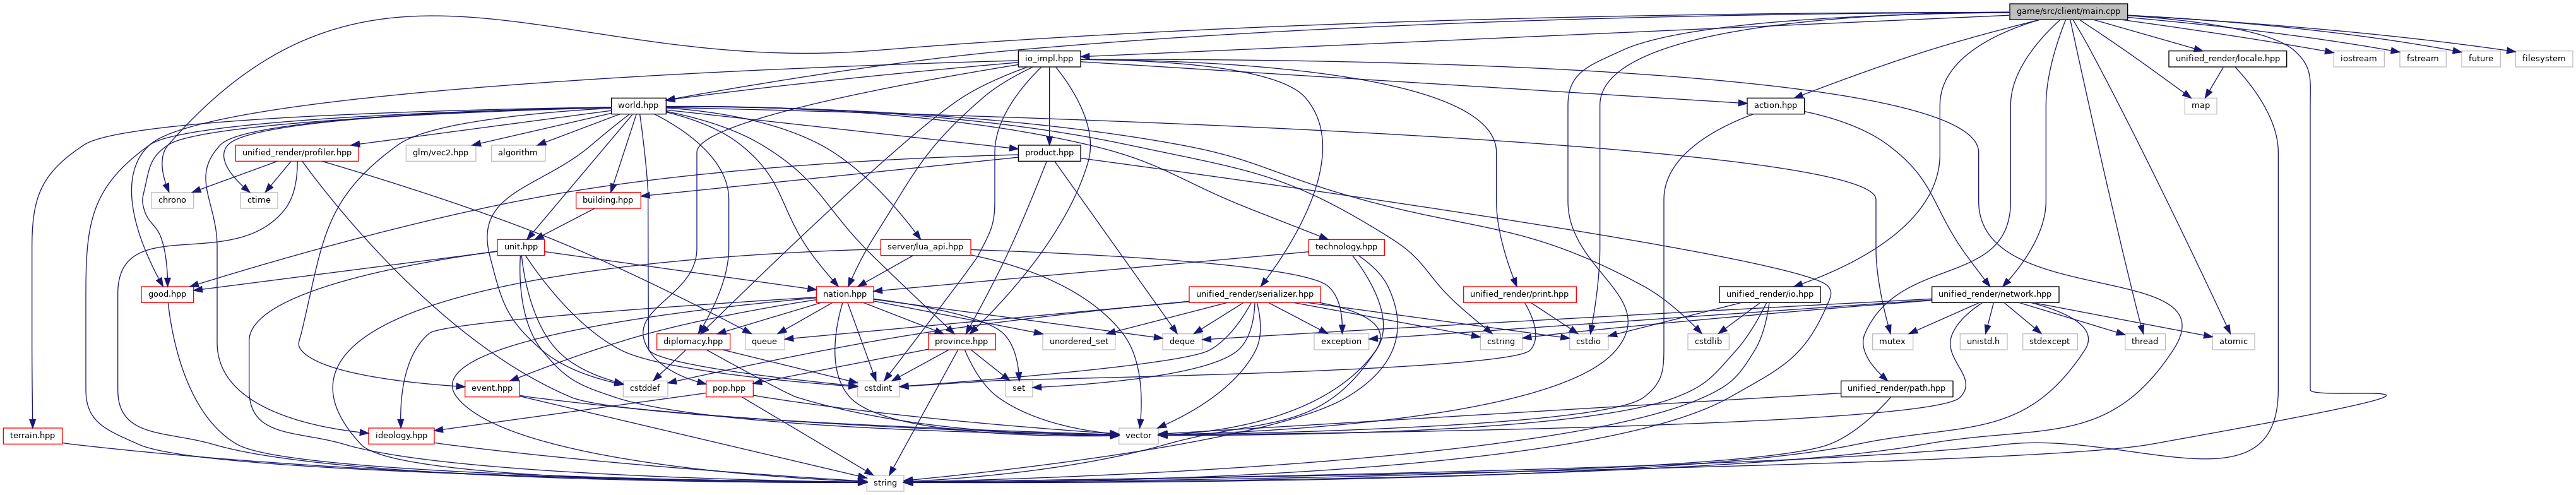 game/src/client/main.cpp
io_impl.hpp
unified_render/locale.hpp
iostream
fstream
future
filesystem
world.hpp
action.hpp
map
unified_render/profiler.hpp
glm/vec2.hpp
algorithm
product.hpp
chrono
ctime
building.hpp
unit.hpp
server/lua_api.hpp
technology.hpp
good.hpp
nation.hpp
unified_render/serializer.hpp
unified_render/print.hpp
unified_render/io.hpp
unified_render/network.hpp
diplomacy.hpp
queue
province.hpp
unordered_set
deque
exception
cstring
cstdio
cstdlib
mutex
unistd.h
stdexcept
thread
atomic
event.hpp
cstddef
pop.hpp
cstdint
set
unified_render/path.hpp
terrain.hpp
ideology.hpp
vector
string